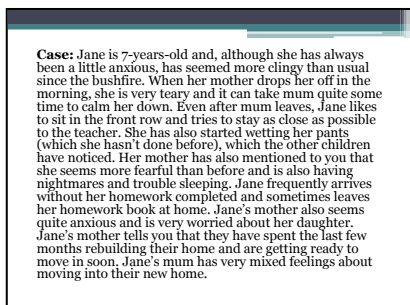 Case: Jane is 7-years-old and, although she has always
been a little anxious, has seemed more clingy than usual
since the bushfire. When her mother drops her off in the
morning, she is very teary and it can take mum quite some
time to calm her down. Even after mum leaves, Jane likes
to sit in the front row and tries to stay as close as possible
to the teacher. She has also started wetting her pants
(which she hasn't done before), which the other children
have noticed. Her mother has also mentioned to you that
she seems more fearful than before and is also having
nightmares and trouble sleeping. Jane frequently arrives
without her homework completed and sometimes leaves
her homework book at home. Jane's mother also seems
quite anxious and is very worried about her daughter.
Jane's mother tells you that they have spent the last few
months rebuilding their home and are getting ready to
move in soon. Jane's mum has very mixed feelings about
moving into their new home.